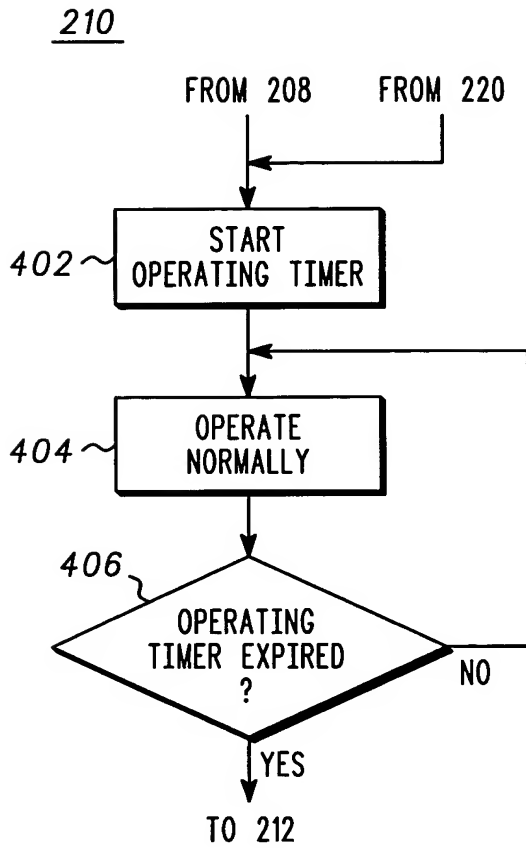 210
FROM 208
FROM 220
402
START
OPERATING TIMER
404
OPERATE
NORMALLY
406
OPERATING
TIMER EXPIRED
?
NO
YES
TO 212